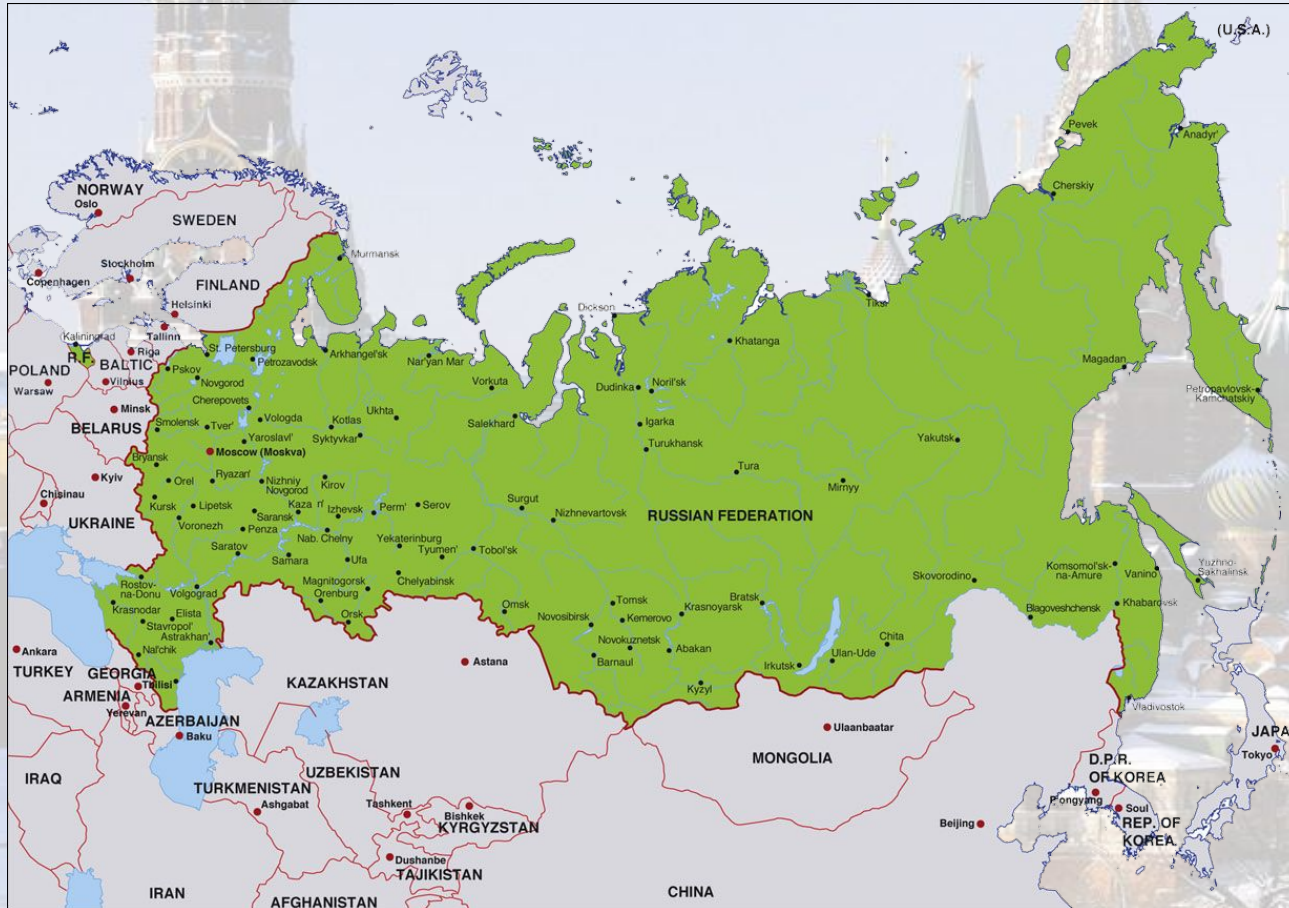 (U.S.A.)
Pevek
Anadyr'
Cherskiy
NORWAY
Oslo
SWEDEN
Murmansk
Stockholm
Copenhagen
FINLAND
Helsinki
Dickson
Tiksi
Kaliningrad
Tallinn
R.F.
Riga
BALTIC
Vilnius
POLAND
Warsaw
St. Petersburg
Petrozavodsk
Pskov
Novgorod
Arkhangel'sk
Nar'yan Mar
Khatanga
Magadan
Vorkuta
Dudinka
Noril'sk
Petropavlovsk-
Kamchatskiy
Minsk
BELARUS
Cherepovets
Smolensk
Tver'
Vologda
Kotlas
Ukhta
Salekhard
Igarka
Syktyvkar
Yaroslavl'
Turukhansk
Yakutsk
Moscow (Moskva)
Bryansk
Kyiv
Orel
Ryazan'
Nizhniy
Novgorod
Kirov
Tura
Mirnyy
Chisinau
UKRAINE
Kursk
Lipetsk
Kaza n'
Izhevsk
Perm'
Serov
Surgut
Nizhnevartovsk
RUSSIAN FEDERATION
Voronezh
Saransk
Penza
Nab. Chelny
Yekaterinburg
Saratov
Samara
Ufa
Tyumen'
Tobol'sk
Rostov-
na-Donu
Volgograd
Magnitogorsk
Chelyabinsk
Orenburg
Skovorodino
Komsomol'sk-
na-Amure
Vanino
Yuzhno-
Sakhalinsk
Krasnodar
Elista
Stavropol'
Astrakhan'
Orsk
Omsk
Tomsk
Novosibirsk
Kemerovo
Krasnoyarsk
Bratsk
Blagoveshchensk
Khabarovsk
Nal'chik
Novokuznetsk
Barnaul
Abakan
Chita
Irkutsk
Ulan-Ude
Kyzyl
Ankara
TURKEY
GEORGIA
Tbilisi
ARMENIA
Yerevan
AZERBAIJAN
Baku
KAZAKHSTAN
Astana
Vladivostok
Ulaanbaatar
MONGOLIA
JAPA
Tokyo
IRAQ
TURKMENISTAN
Ashgabat
UZBEKISTAN
Tashkent
Bishkek
KYRGYZSTAN
D.P.R.
OF KOREA
P'ongyang
Soul
REP. OF
KOREA
Beijing
Dushanbe
TAJIKISTAN
IRAN
AFGHANISTAN
CHINA